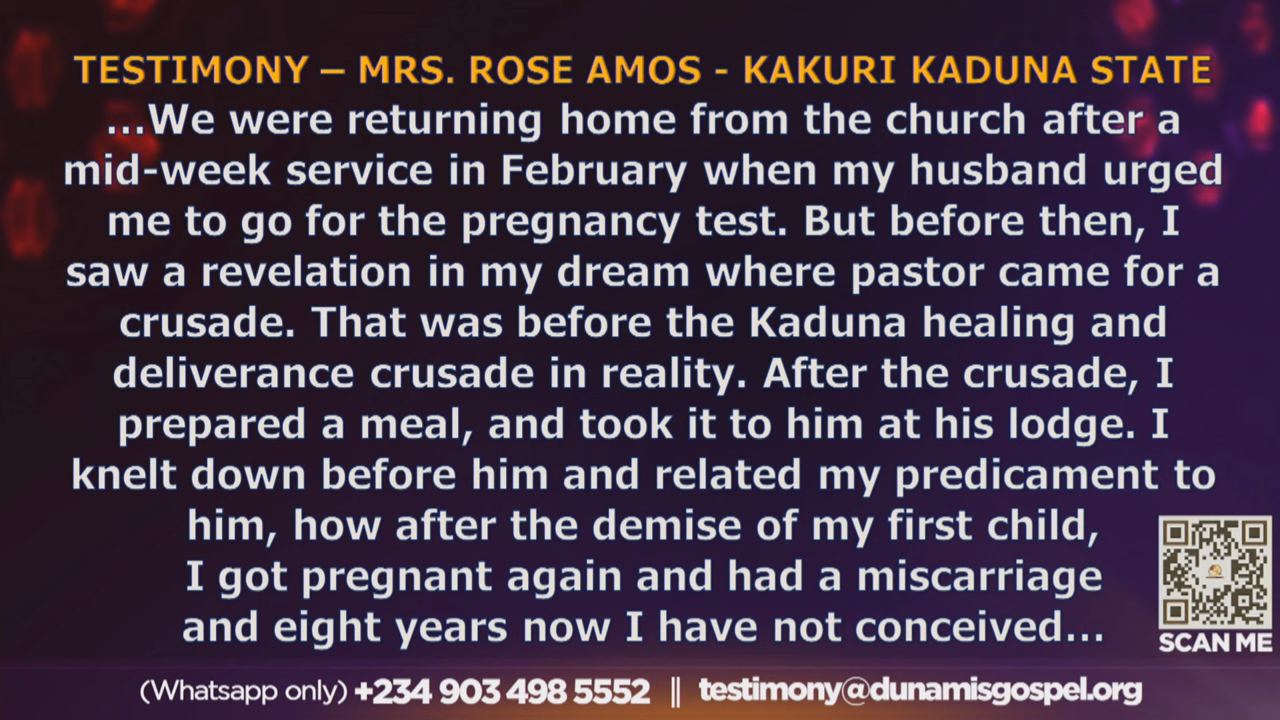 TESTIMONY – MRS. ROSE AMOS - KAKURI KADUNA STATE
...We were returning home from the church after a
mid-week service in February when my husband urged
me to go for the pregnancy test. But before then, I
saw a revelation in my dream where pastor came for a
crusade. That was before the Kaduna healing and
deliverance crusade in reality. After the crusade, I
prepared a meal, and took it to him at his lodge. I
knelt down before him and related my predicament to
him, how after the demise of my first child,
I got pregnant again and had a miscarriage
and eight years now I have not conceived...
SCAN ME
(Whatsapp only) +234 903 498 5552 || testimony@dunamisgospel.org